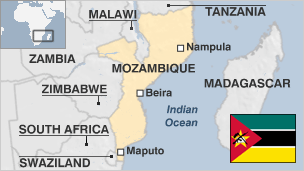 TANZANIA
MALAWI
Nampula
ZAMBIA
MOZAMBIQUE
MADAGASCAR
ZIMBABWE
Beira
Indian
Ocean
SOUTH AFRICA
Maputo
SWAZILAND